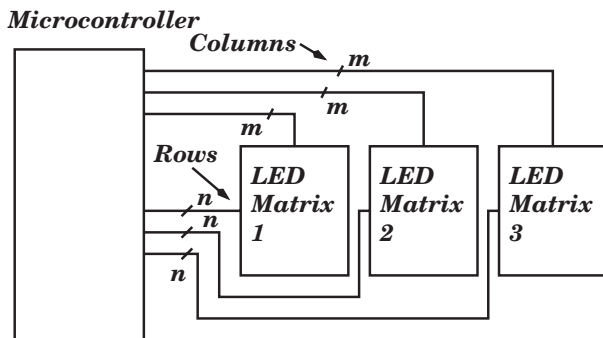 Microcontroller
Columns
m
m
m
Rows
n
n
n
LED
Matrix
1
LED
Matrix
2
LED
Matrix
3